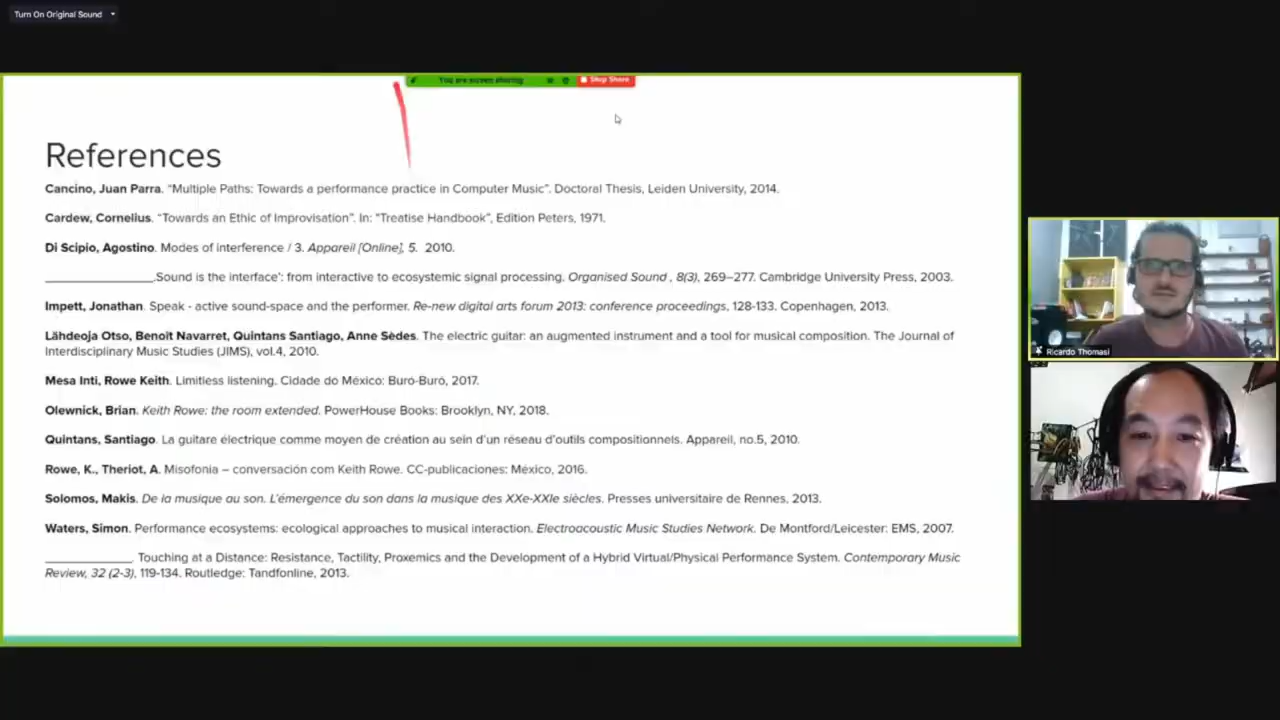 Turn On Original Sound
You are screen sharing Stop Share
References
Cancino, Juan Parra. “Multiple Paths: Towards a performance practice in Computer Music”. Doctoral Thesis, Leiden University, 2014.
Cardew, Cornelius. “Towards an Ethic of Improvisation”. In: “Treatise Handbook”, Edition Peters, 1971.
Di Scipio, Agostino. Modes of interference / 3. Appareil [Online], 5. 2010.
________________.Sound is the interface’: from interactive to ecosystemic signal processing. Organised Sound , 8(3), 269–277. Cambridge University Press, 2003.
Impett, Jonathan. Speak - active sound-space and the performer. Re-new digital arts forum 2013: conference proceedings, 128-133. Copenhagen, 2013.
Lähdeoja Otso, Benoît Navarret, Quintans Santiago, Anne Sèdes. The electric guitar: an augmented instrument and a tool for musical composition. The Journal of
Interdisciplinary Music Studies (JIMS), vol.4, 2010.
Mesa Inti, Rowe Keith. Limitless listening. Cidade do México: Buró-Buró, 2017.
Olewnick, Brian. Keith Rowe: the room extended. PowerHouse Books: Brooklyn, NY, 2018.
Quintans, Santiago. La guitare électrique comme moyen de création au sein d’un réseau d’outils compositionnels. Appareil, no.5, 2010.
Rowe, K., Theriot, A. Misofonia – conversación com Keith Rowe. CC-publicaciones: México, 2016.
Solomos, Makis. De la musique au son. L’émergence du son dans la musique des XXe-XXIe siècles. Presses universitaire de Rennes, 2013.
Waters, Simon. Performance ecosystems: ecological approaches to musical interaction. Electroacoustic Music Studies Network. De Montford/Leicester: EMS, 2007.
_____________. Touching at a Distance: Resistance, Tactility, Proxemics and the Development of a Hybrid Virtual/Physical Performance System. Contemporary Music
Review, 32 (2-3), 119-134. Routledge: Tandfonline, 2013.
Ricardo Thomasi